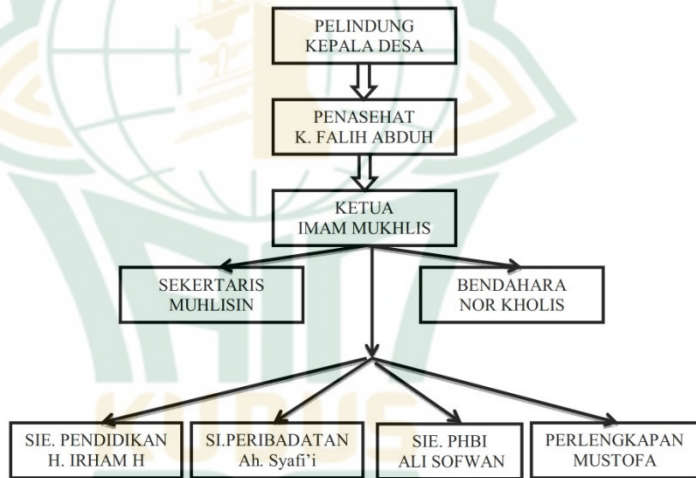 PELINDUNG
KEPALA DESA
PENASEHAT
K. FALIH ABDUH
KETUA
IMAM MUKHLIS
SEKERTARIS
MUHLISIN
BENDAHARA
NOR KHOLIS
SIE. PENDIDIKAN
H. IRHAM H
SI.PERIBADATAN
Ah. Syafi’i
SIE. PHBI
ALI SOFWAN
PERLENGKAPAN
MUSTOFA
KUDUS